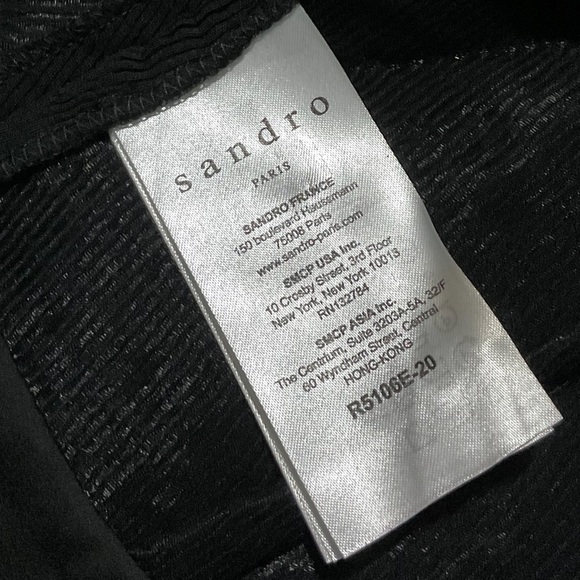 sandro
PARIS
SANDRO FRANCE
150 boulevard Haussmann
75008 Paris
www.sandro-paris.com
SMCP USA Inc.
10 Crosby Street, 3rd Floor
New York, New York 10013
RN132784
SMCP ASIA Inc.
The Centrium, Suite 3203A-5A, 32/F
60 Wyndham Street, Central
HONG-KONG
R5106E-20